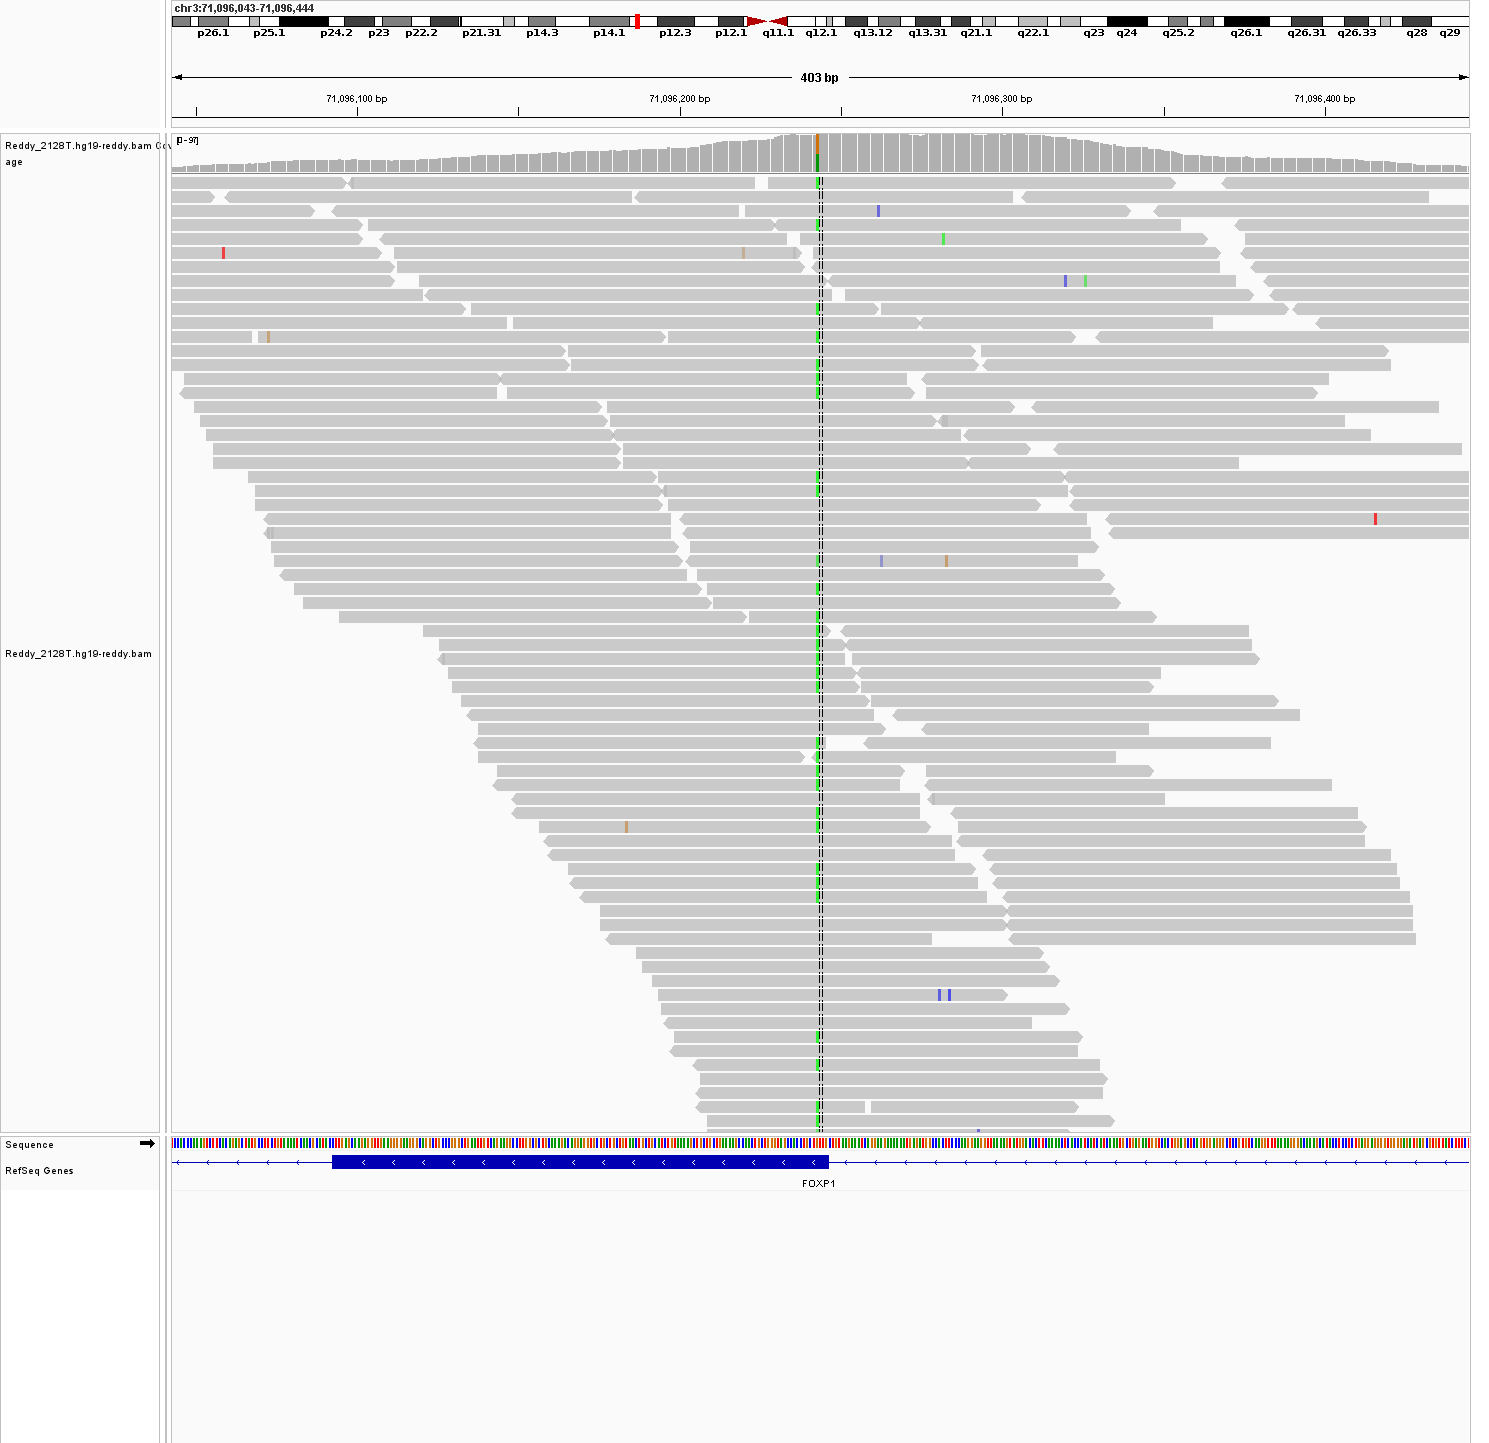 chr3:71,096,043-71,096,444
p26.1 p25.1 p24.2 p23 p22.2 p21.31 p14.3 p14.1 p12.3 p12.1 q11.1 q12.1 q13.12 q13.31 q21.1 q22.1 q23 q24 q25.2 q26.1 q26.31 q26.33 q28 q29
403 bp
71,096,100 bp 71,096,200 bp 71,096,300 bp 71,096,400 bp
[0 - 97]
Reddy_2128T.hg19-reddy.bam Cov
age
Reddy_2128T.hg19-reddy.bam
Sequence
RefSeq Genes
FOXP1